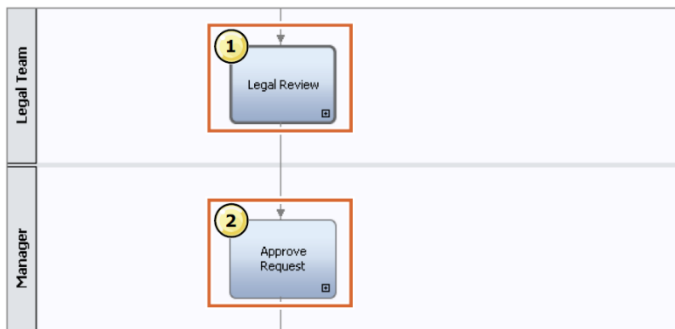 Legal Team
1
Legal Review
Manager
2
Approve
Request